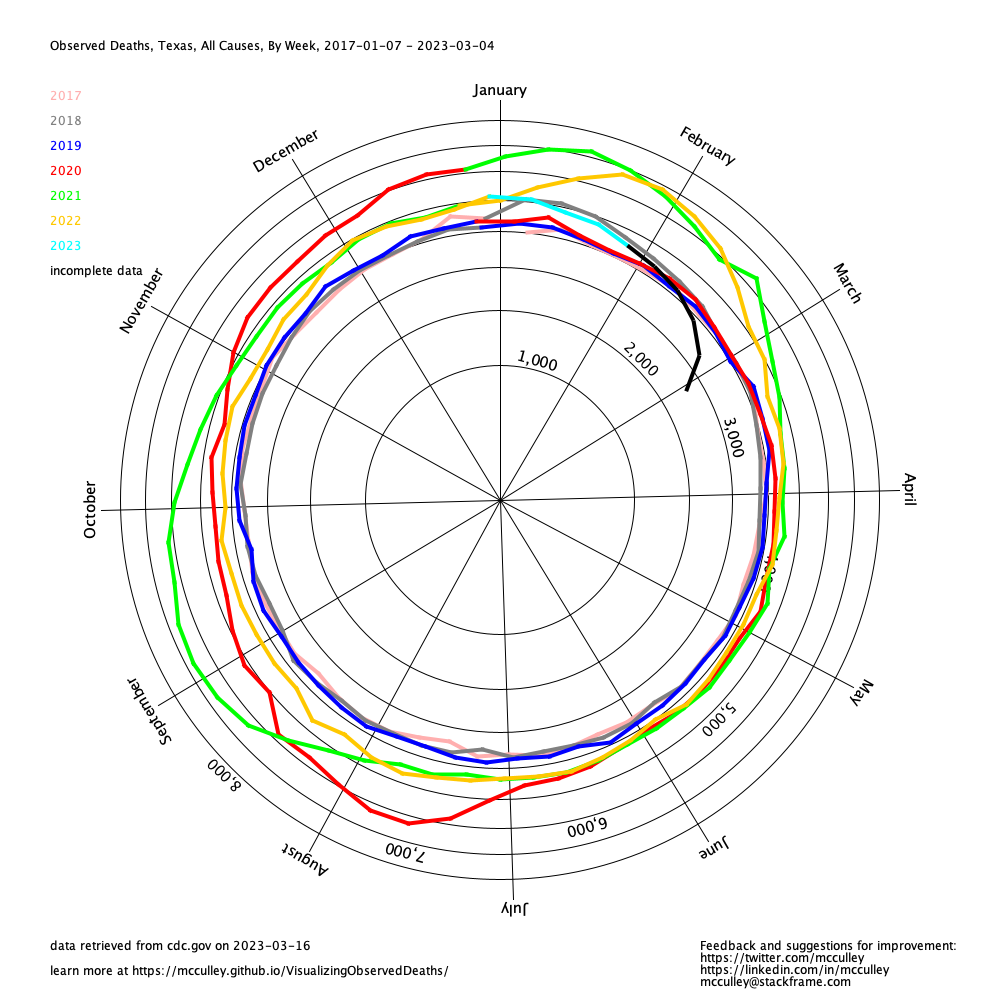 Observed Deaths, Texas, All Causes, By Week, 2017-01-07 - 2023-03-04
January
2017
2018
2019
2020
2021
2022
2023
incomplete data
December
February
November
March
1,000
2,000
3,000
October
April
5,000
May
September
8,000
6,000
7,000
June
August
July
data retrieved from cdc.gov on 2023-03-16
learn more at https://mcculley.github.io/VisualizingObservedDeaths/
Feedback and suggestions for improvement:
https://twitter.com/mcculley
https://linkedin.com/in/mcculley
mcculley@stackframe.com